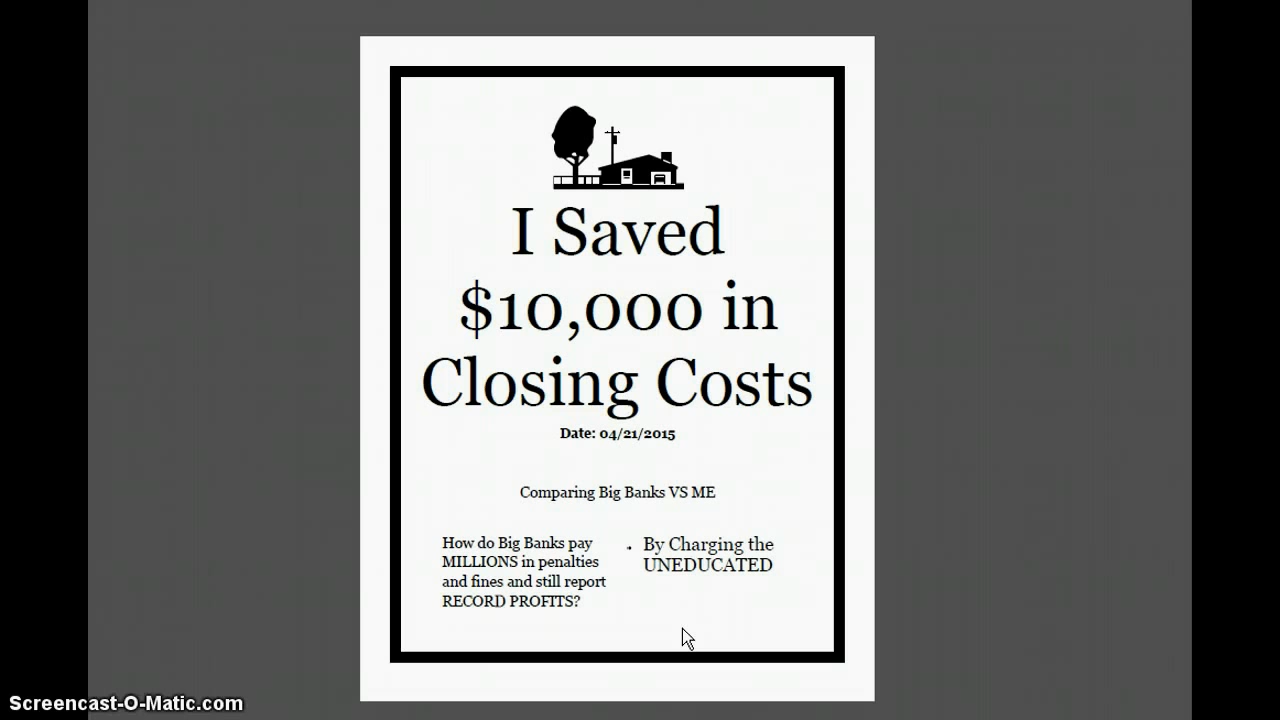 I Saved
$10,000 in
Closing Costs
Date: 04/21/2015
Comparing Big Banks VS ME
How do Big Banks pay
MILLIONS in penalties
and fines and still report
RECORD PROFITS?
• By Charging the
UNEDUCATED
Screencast-O-Matic.com